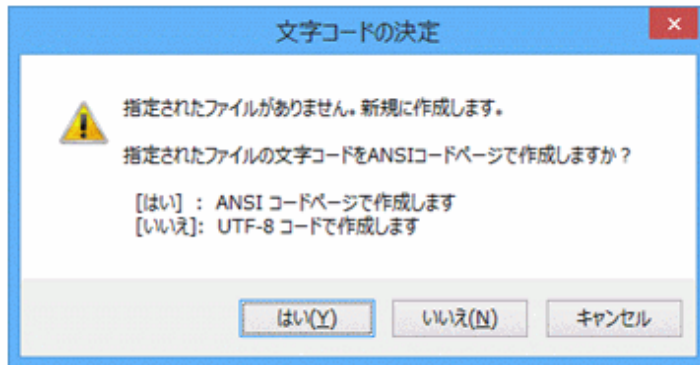 文字コードの決定
指定されたファイルがありません。新規に作成します。
指定されたファイルの文字コードをANSIコードページで作成しますか？
[はい] : ANSI コードページで作成します
[いいえ]: UTF-8 コードで作成します
はい(Y)
いいえ(N)
キャンセル